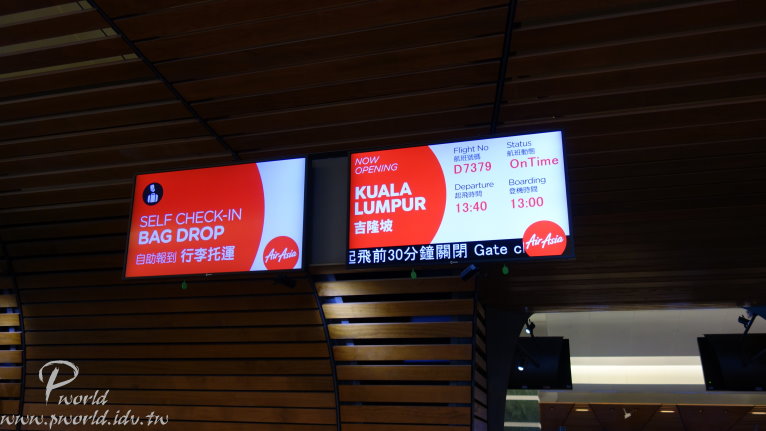 SELF CHECK-IN
BAG DROP
自助報到 行李托運
AirAsia
NOW
OPENING
KUALA
LUMPUR
吉隆坡
Flight No
航班號碼
D7379
Status
航班動態
OnTime
Departure
起飛時間
13:40
Boarding
登機時間
13:00
AirAsia
起飛前30分鐘關閉 Gate c
Pworld
www.pworld.idv.tw